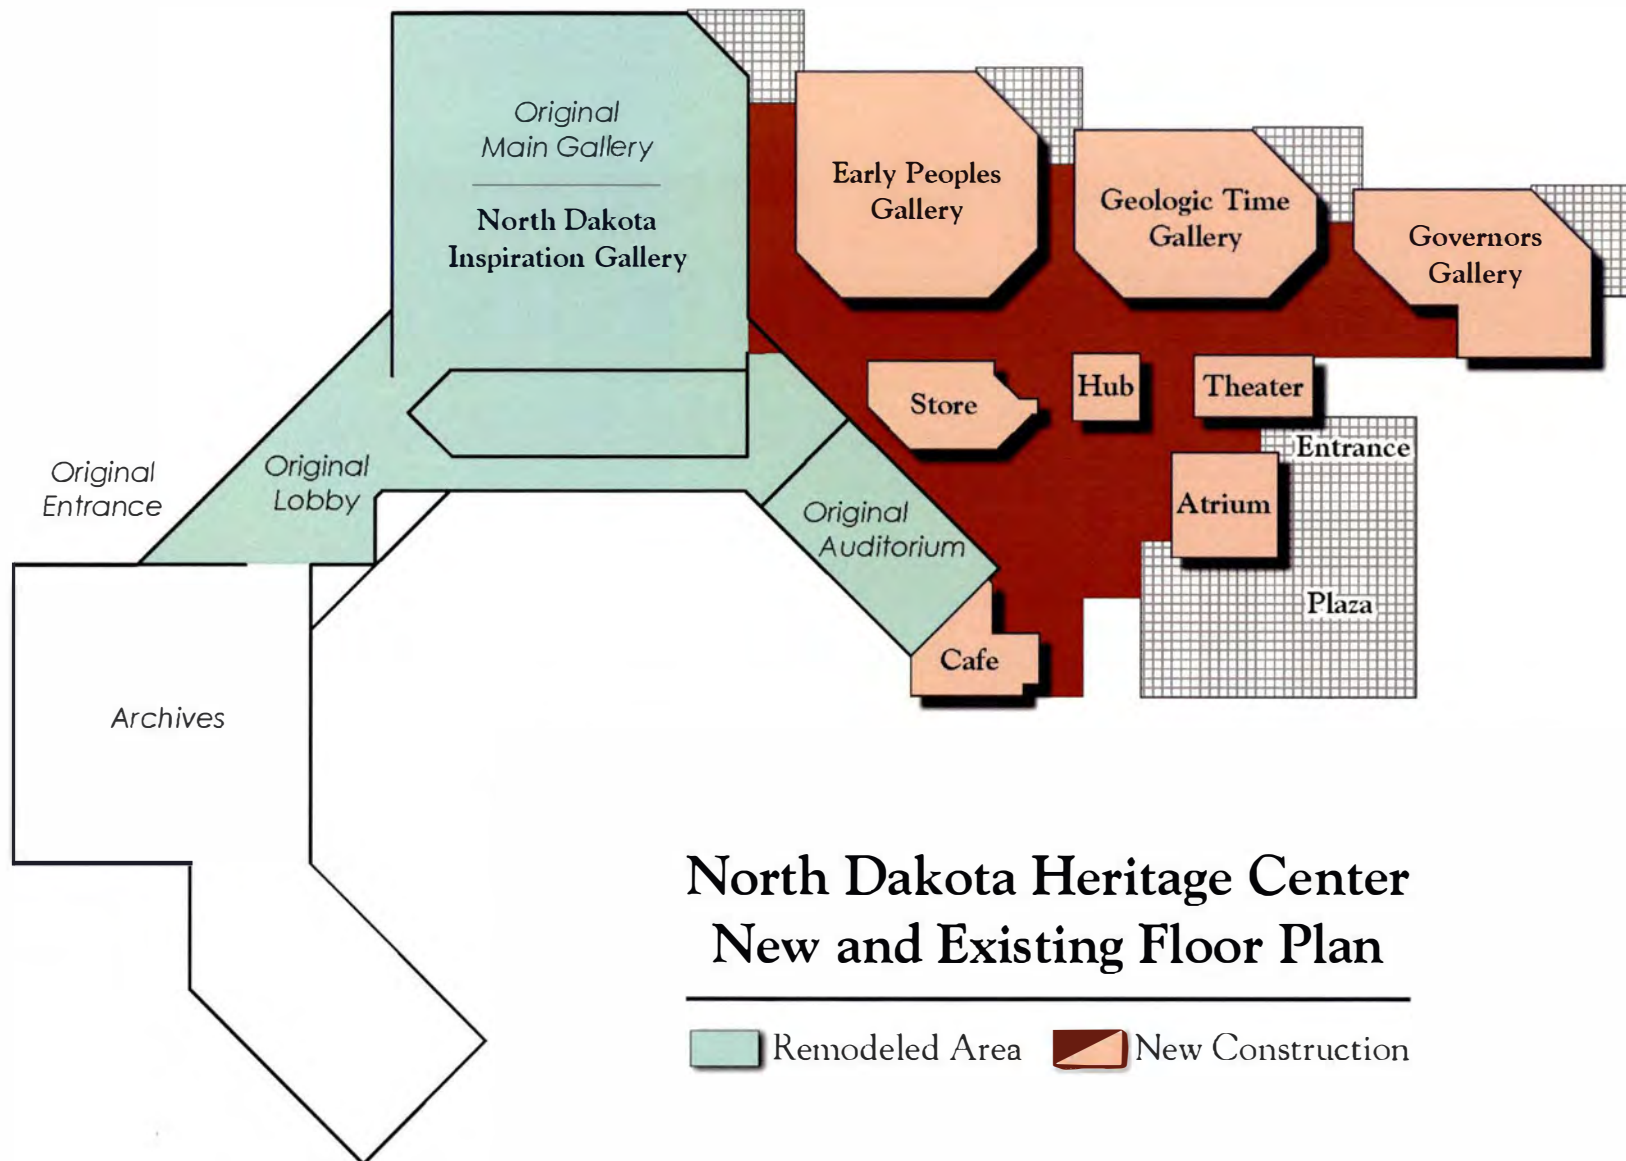 Original
Main Gallery
North Dakota
Inspiration Gallery
Early Peoples
Gallery
Geologic Time
Gallery
Governors
Gallery
Store
Hub
Theater
Entrance
Atrium
Plaza
Original
Entrance
Original
Lobby
Original
Auditorium
Cafe
Archives
North Dakota Heritage Center
New and Existing Floor Plan
Remodeled Area
New Construction